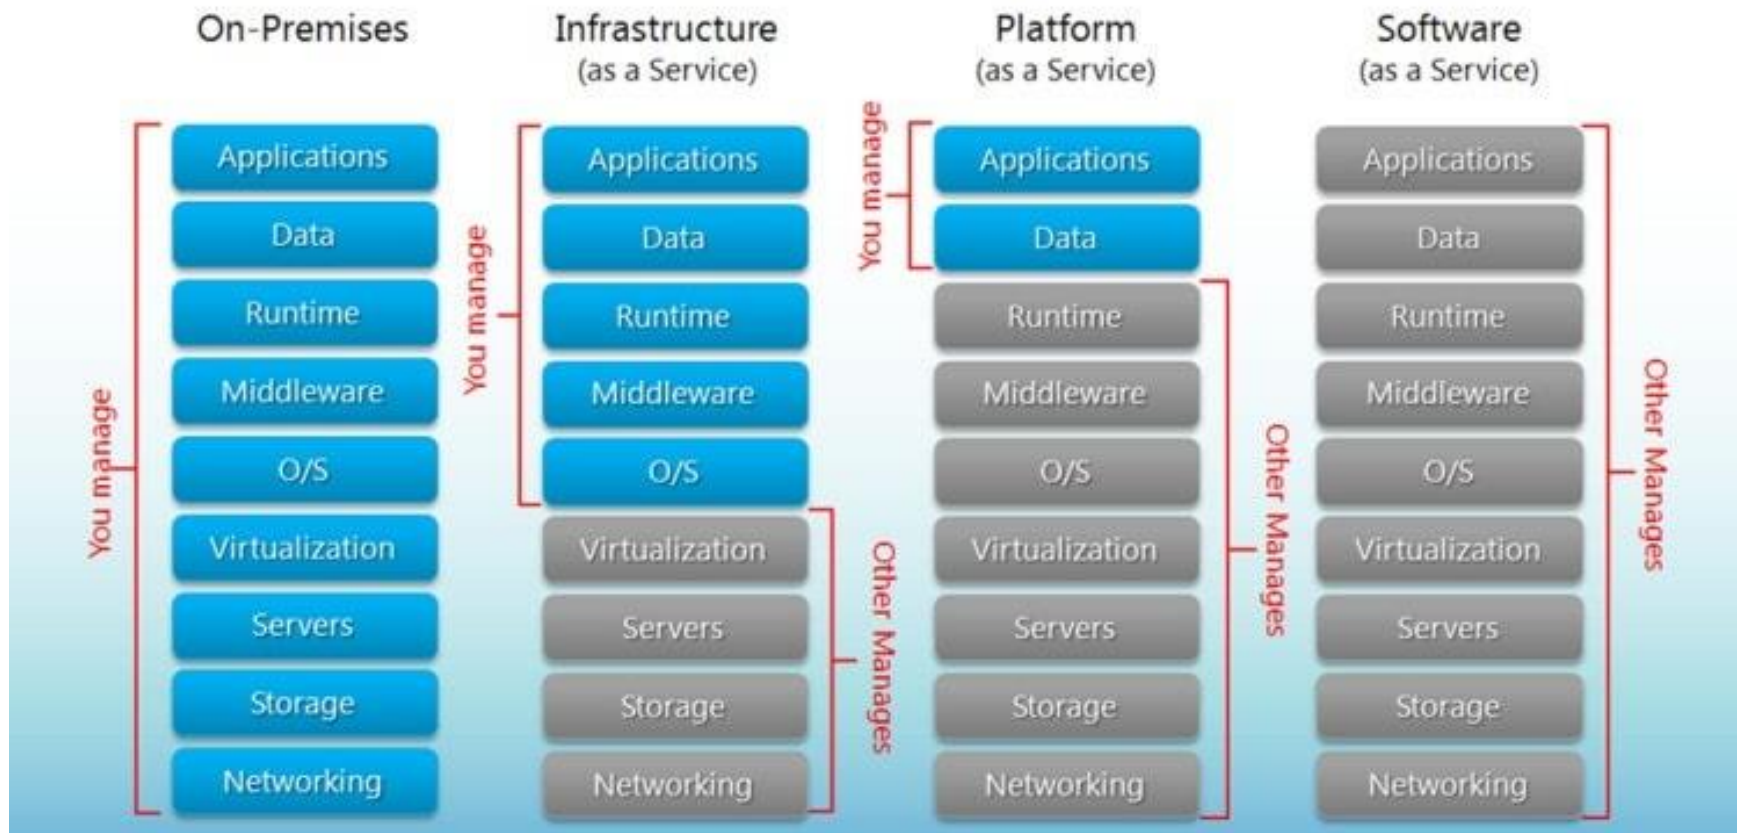 On-Premises
Applications
Data
Runtime
Middleware
O/S
Virtualization
Servers
Storage
Networking
You manage
Infrastructure
(as a Service)
Applications
Data
Runtime
Middleware
O/S
Virtualization
Servers
Storage
Networking
You manage
Other Manages
Platform
(as a Service)
Applications
Data
Runtime
Middleware
O/S
Virtualization
Servers
Storage
Networking
You manage
Other Manages
Software
(as a Service)
Applications
Data
Runtime
Middleware
O/S
Virtualization
Servers
Storage
Networking
Other Manages